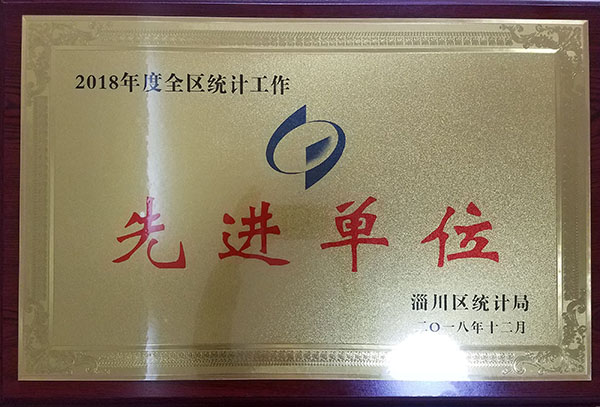 2018年度全区统计工作
先进单位
淄川区统计局
二〇一八年十二月